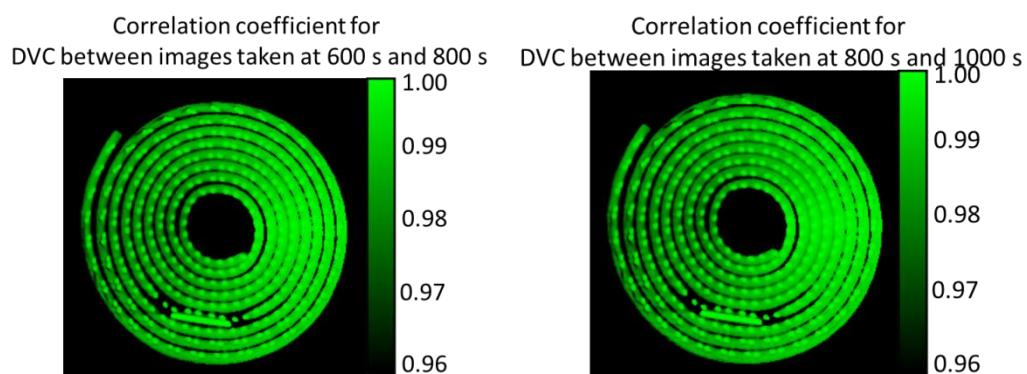 Correlation coefficient for
DVC between images taken at 600 s and 800 s
1.00
0.99
0.98
0.97
0.96
Correlation coefficient for
DVC between images taken at 800 s and 1000 s
1.00
0.99
0.98
0.97
0.96